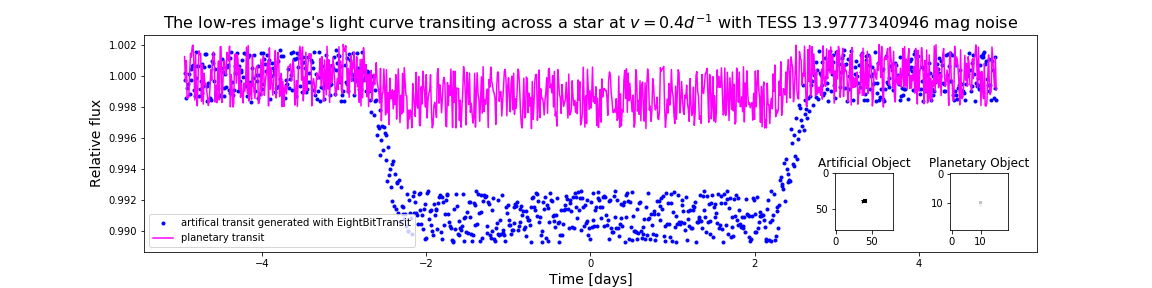 The low-res image's light curve transiting across a star at v = 0.4d⁻¹ with TESS 13.9777340946 mag noise
Relative flux
1.002
1.000
0.998
0.996
0.994
0.992
0.990
artifical transit generated with EightBitTransit
planetary transit
Artificial Object
0
50
0
50
Planetary Object
0
10
0
10
−4
−2
0
2
4
Time [days]